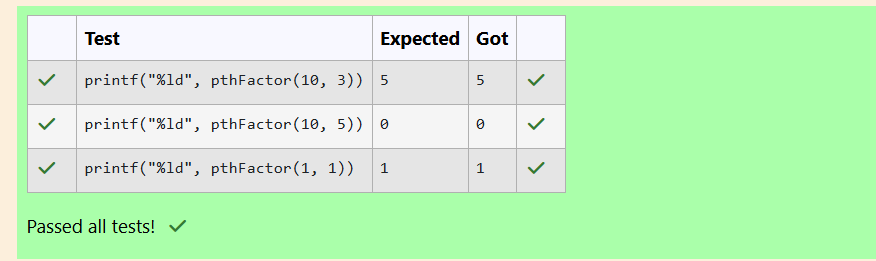 Test Expected Got
printf("%ld", pthFactor(10, 3)) 5 5
printf("%ld", pthFactor(10, 5)) 0 0
printf("%ld", pthFactor(1, 1)) 1 1
Passed all tests!